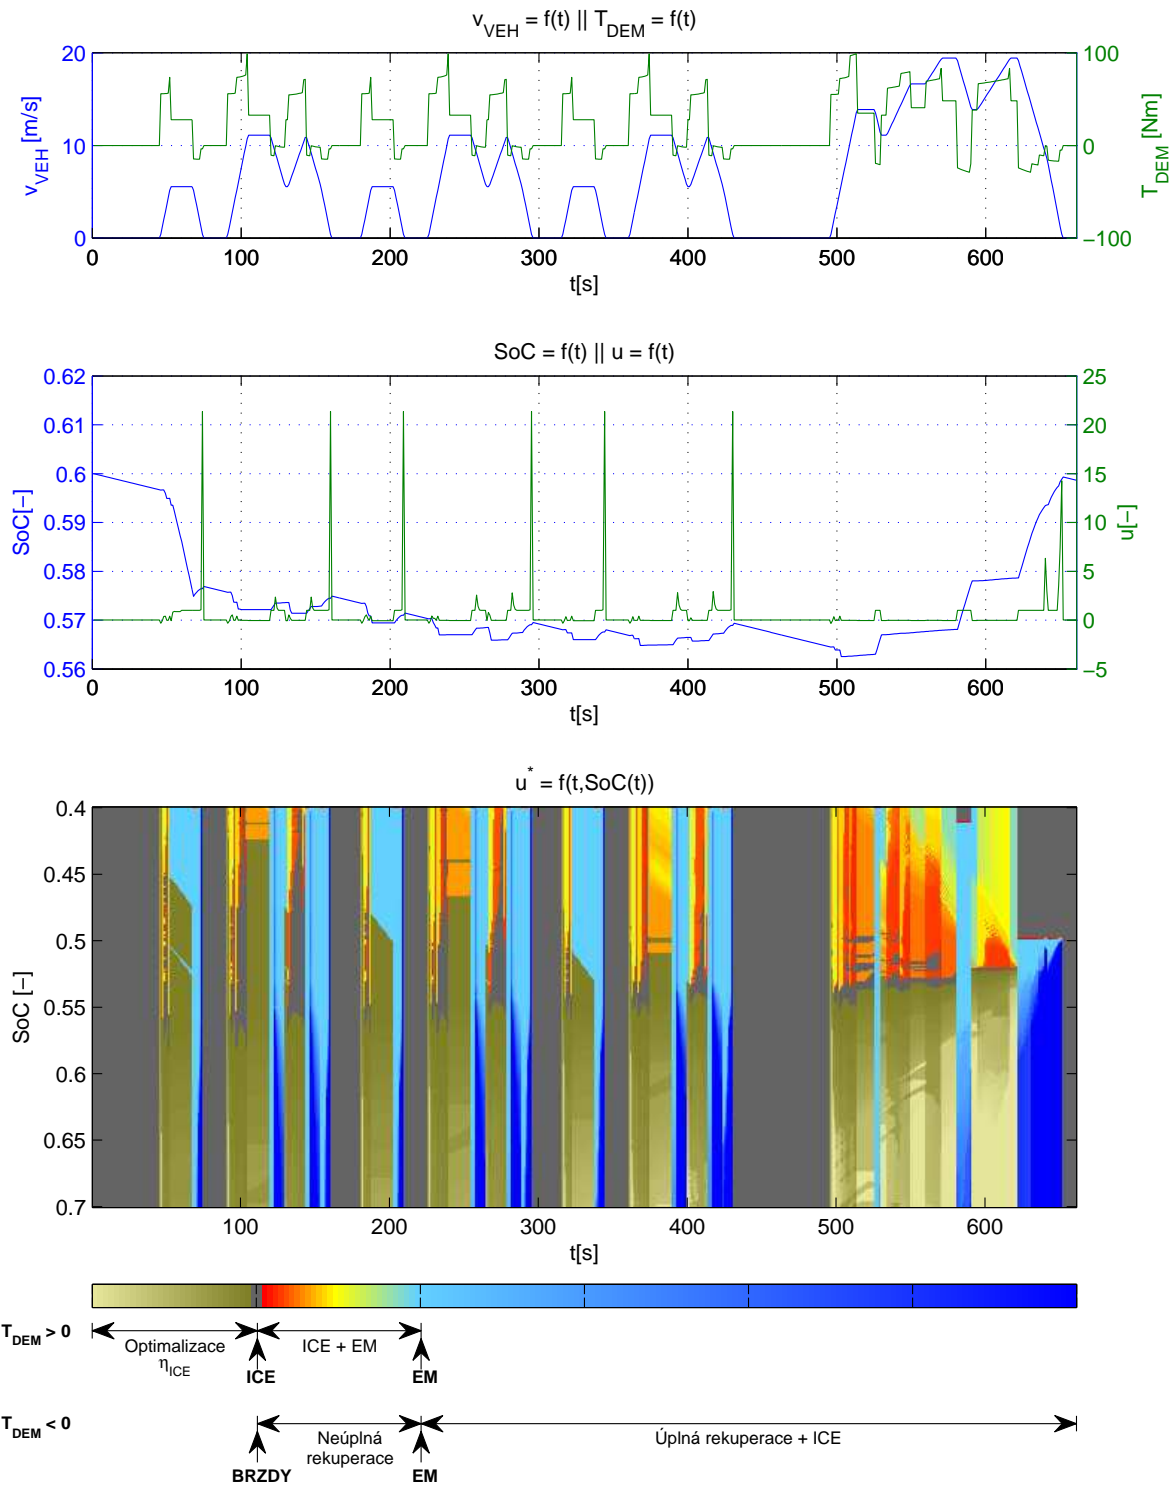 v_VEH = f(t) || T_DEM = f(t)
20
10
0
v_VEH [m/s]
100
0
−100
T_DEM [Nm]
0 100 200 300 400 500 600
t[s]
SoC = f(t) || u = f(t)
0.62
0.61
0.6
0.59
0.58
0.57
0.56
SoC[−]
25
20
15
10
5
0
−5
u[−]
0 100 200 300 400 500 600
t[s]
u* = f(t,SoC(t))
0.4
0.45
0.5
0.55
0.6
0.65
0.7
SoC [−]
100 200 300 400 500 600
t[s]
T_DEM > 0
Optimalizace
η_ICE
ICE + EM
ICE
EM
T_DEM < 0
Neúplná
rekuperace
Úplná rekuperace + ICE
BRZDY
EM